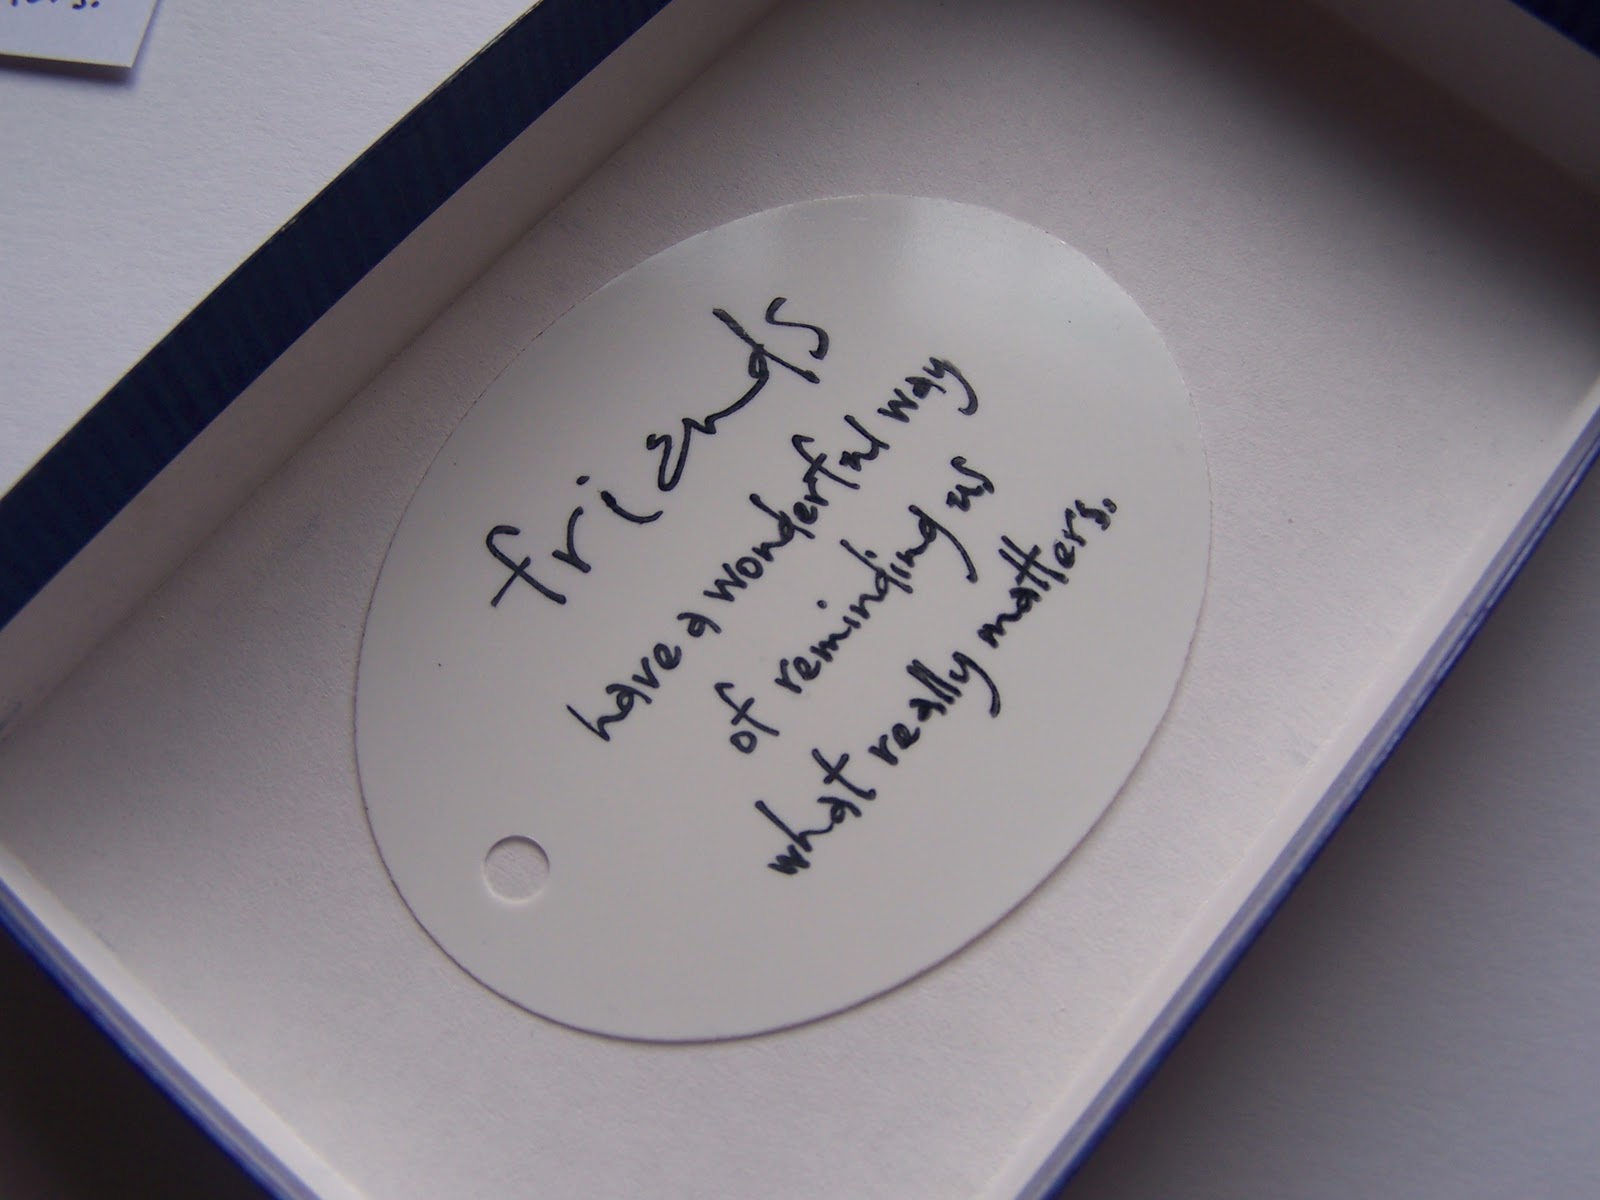 friends
have a wonderful way
of reminding us
what really matters.